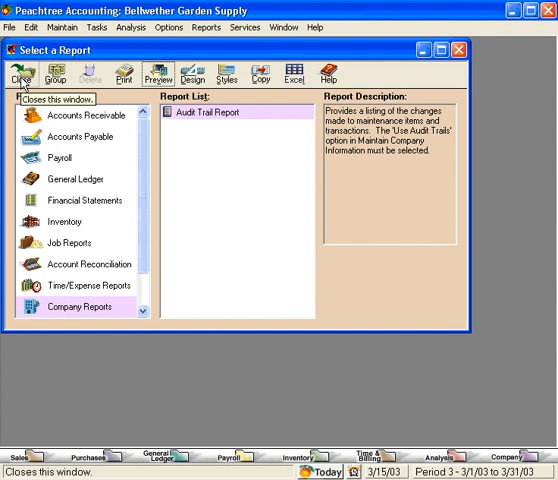 Peachtree Accounting: Bellwether Garden Supply
File Edit Maintain Tasks Analysis Options Reports Services Window Help
Select a Report
Close Group Delete Print Preview Design Styles Copy Excel Help
Closes this window.
Report List:
Report Description:
Accounts Receivable
Accounts Payable
Payroll
General Ledger
Financial Statements
Inventory
Job Reports
Account Reconciliation
Time/Expense Reports
Company Reports
Audit Trail Report
Provides a listing of the changes
made to maintenance items and
transactions. The 'Use Audit Trails'
option in Maintain Company
Information must be selected.
Sales Purchases General Ledger Payroll Inventory Time & Billing Analysis Company
Closes this window.
Today
3/15/03
Period 3 - 3/1/03 to 3/31/03